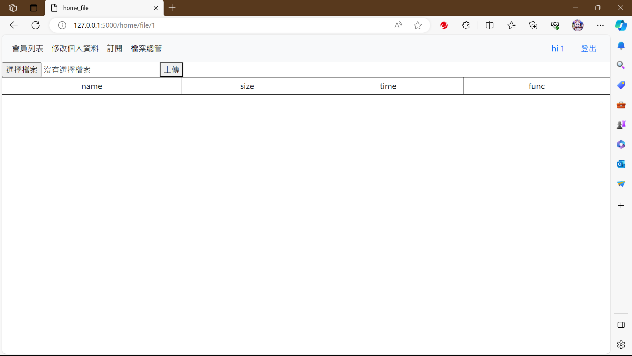 home_file
127.0.0.1:5000/home/file/1
會員列表 修改個人資料 訂閱 檔案總管 hi 1 登出
選擇檔案 沒有選擇檔案 上傳
name size time func